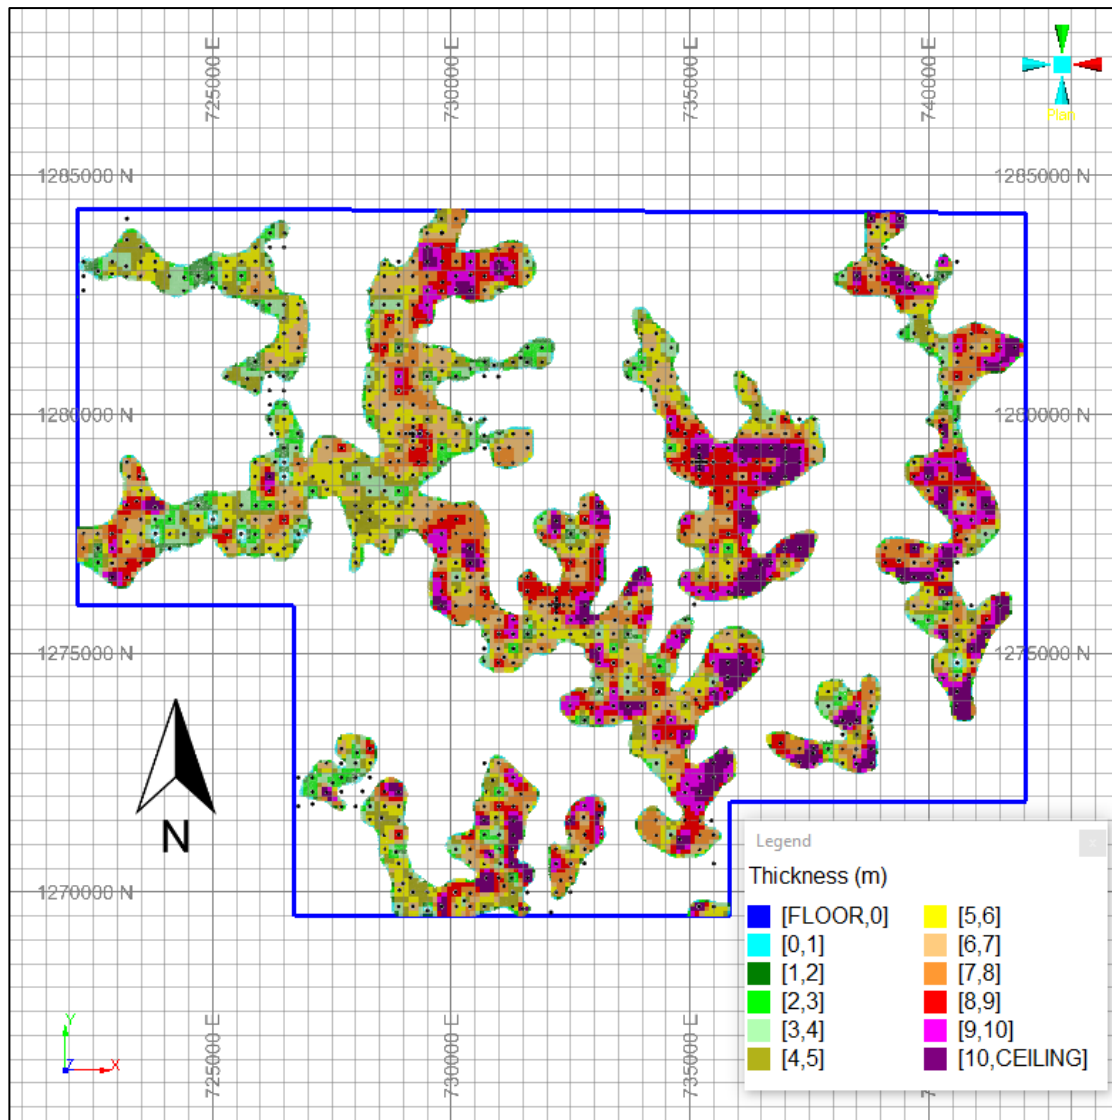 725000 E
730000 E
735000 E
740000 E
Plan
1285000 N
1285000 N
1280000 N
1280000 N
1275000 N
1275000 N
1270000 N
N
Legend
x
Thickness (m)
[FLOOR,0]
[0,1]
[1,2]
[2,3]
[3,4]
[4,5]
[5,6]
[6,7]
[7,8]
[8,9]
[9,10]
[10,CEILING]
Y
Z
X
725000 E
730000 E
735000 E